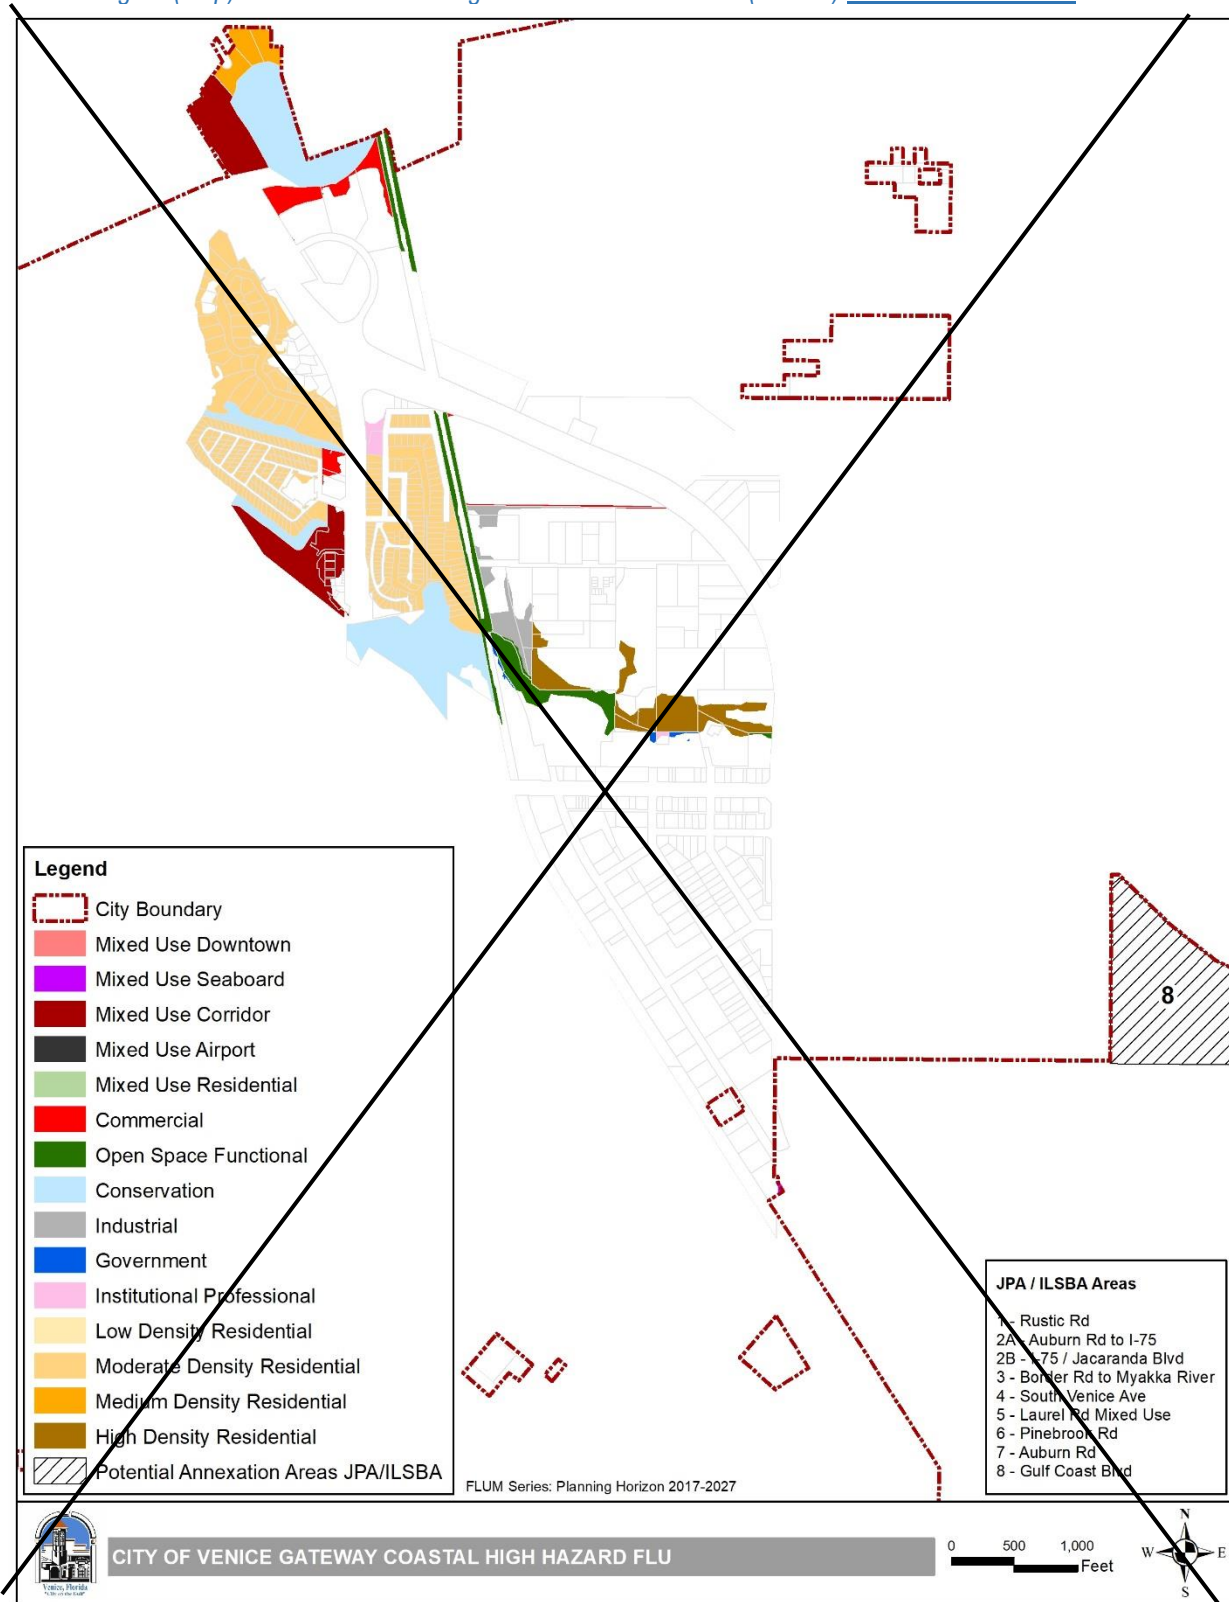 8
Legend
City Boundary
Mixed Use Downtown
Mixed Use Seaboard
Mixed Use Corridor
Mixed Use Airport
Mixed Use Residential
Commercial
Open Space Functional
Conservation
Industrial
Government
Institutional Professional
Low Density Residential
Moderate Density Residential
Medium Density Residential
High Density Residential
Potential Annexation Areas JPA/ILSBA
FLUM Series: Planning Horizon 2017-2027
JPA / ILSBA Areas
1 - Rustic Rd
2A - Auburn Rd to I-75
2B - I-75 / Jacaranda Blvd
3 - Border Rd to Myakka River
4 - South Venice Ave
5 - Laurel Rd Mixed Use
6 - Pinebrook Rd
7 - Auburn Rd
8 - Gulf Coast Blvd
Venice, Florida
CITY OF VENICE GATEWAY COASTAL HIGH HAZARD FLU
0 500 1,000
Feet
N
W E
S